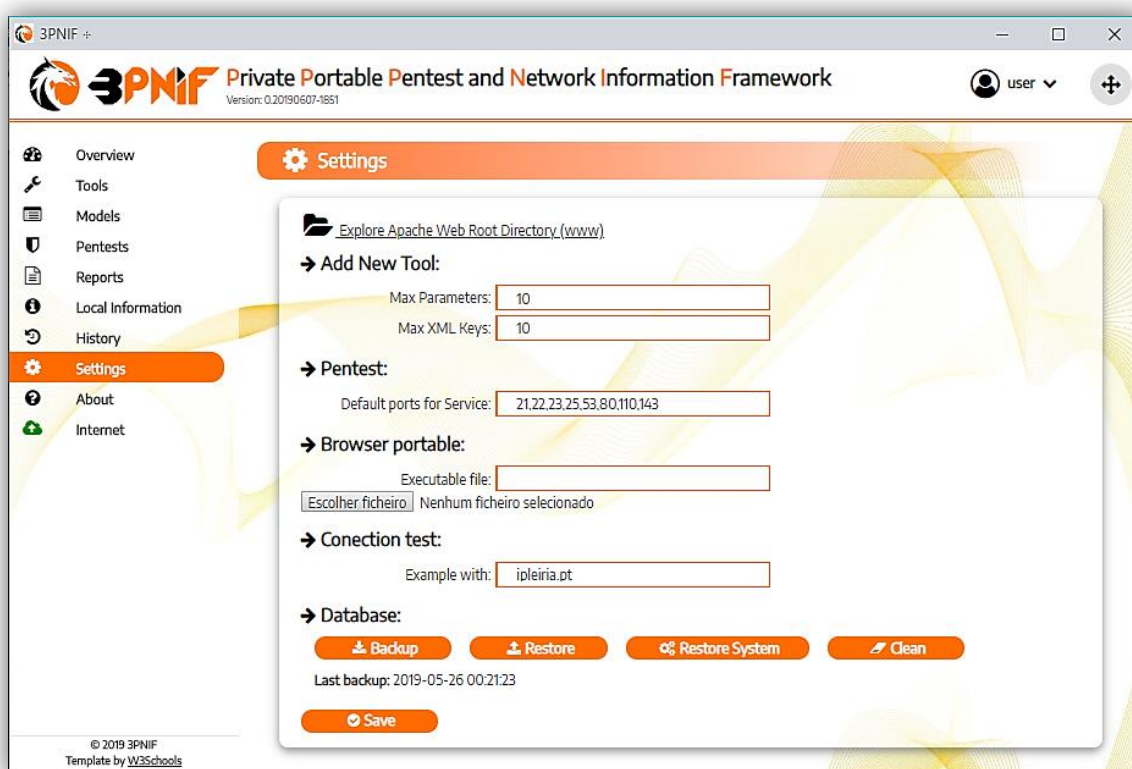 3PNIF ÷
3PNIF
Private Portable Pentest and Network Information Framework
Version: 0.20190607-1851
user
Overview
Tools
Models
Pentests
Reports
Local Information
History
Settings
About
Internet
© 2019 3PNIF
Template by W3Schools
Settings
Explore Apache Web Root Directory (www)
Add New Tool:
Max Parameters: 10
Max XML Keys: 10
Pentest:
Default ports for Service: 21,22,23,25,53,80,110,143
Browser portable:
Executable file:
Escolher ficheiro Nenhum ficheiro selecionado
Conection test:
Example with: ipleiria.pt
Database:
Backup Restore Restore System Clean
Last backup: 2019-05-26 00:21:23
Save